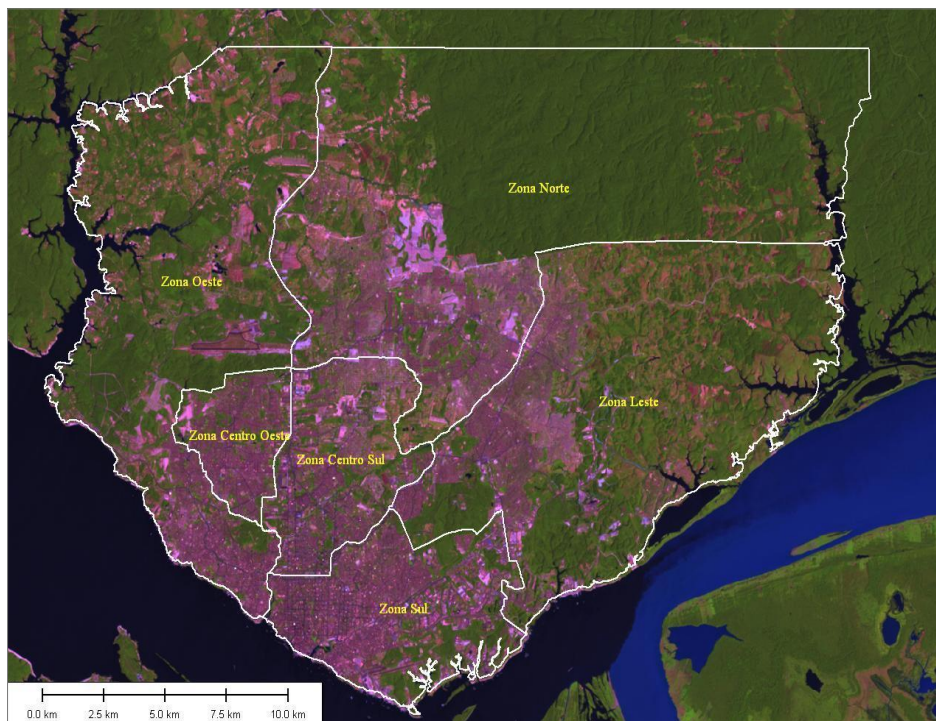 Zona Norte
Zona Oeste
Zona Leste
Zona Centro Oeste
Zona Centro Sul
Zona Sul
0.0 km 2.5 km 5.0 km 7.5 km 10.0 km